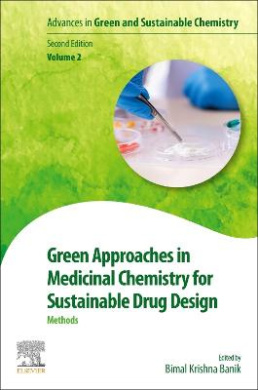 Advances in Green and Sustainable Chemistry
Second Edition
Volume 2
Green Approaches in
Medicinal Chemistry for
Sustainable Drug Design
Methods
ELSEVIER
Edited by
Bimal Krishna Banik